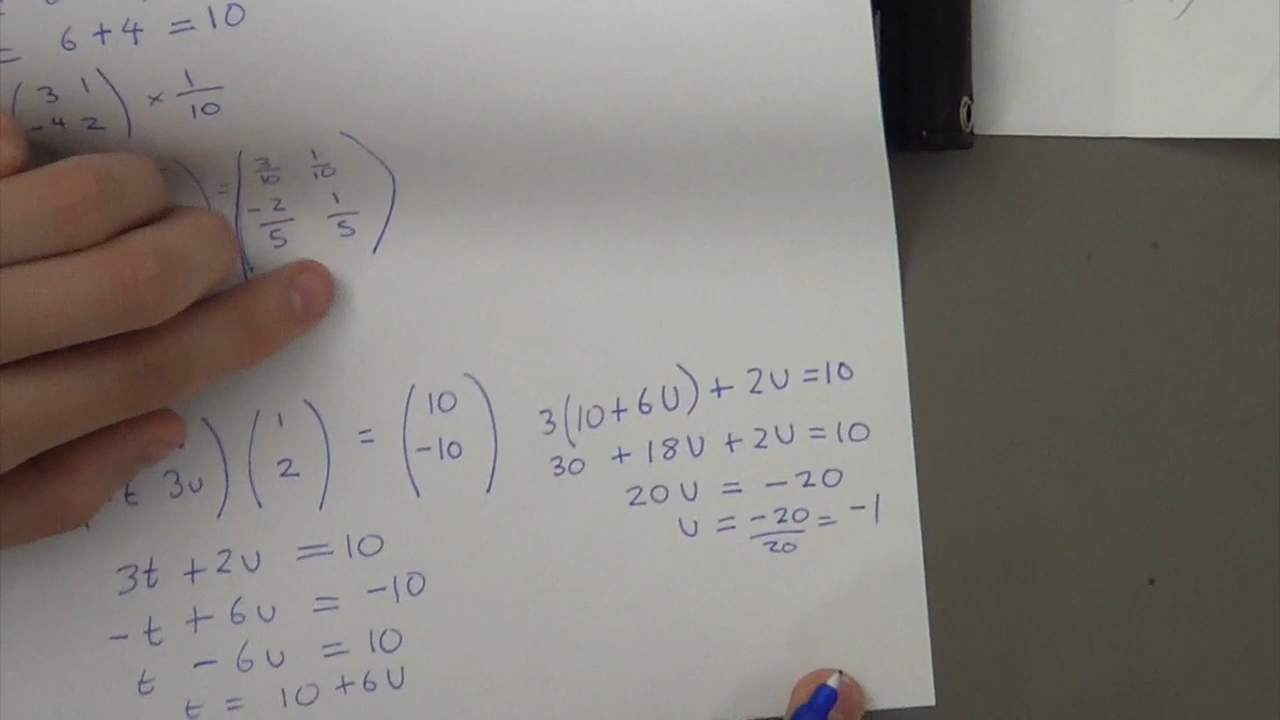 = 6 + 4 = 10
(3 1
-4 2) × 1/10
= (3/10 1/10
-2/5 1/5)
t 3u) (1
2) = (10
-10)
3t + 2u = 10
-t + 6u = -10
t - 6u = 10
t = 10 + 6u
3(10 + 6u) + 2u = 10
30 + 18u + 2u = 10
20u = -20
u = -20/20 = -1